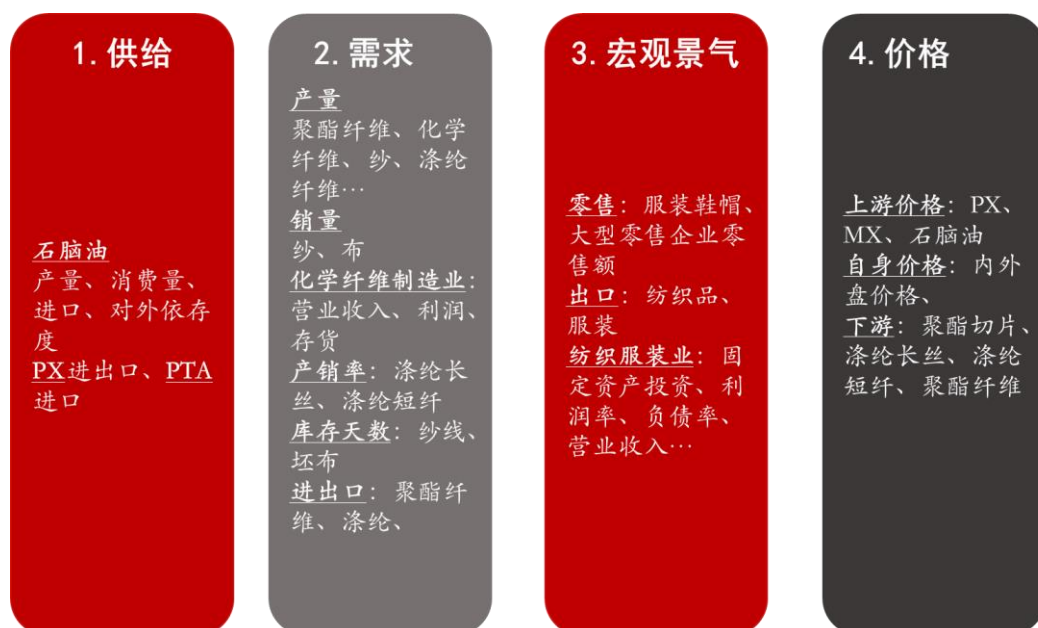 1.供给
石脑油
产量、消费量、
进口、对外依存
度
PX进出口、PTA
进口
2.需求
产量
聚酯纤维、化学
纤维、纱、涤纶
纤维…
销量
纱、布
化学纤维制造业：
营业收入、利润、
存货
产销率：涤纶长
丝、涤纶短纤
库存天数：纱线、
坯布
进出口：聚酯纤
维、涤纶、
3.宏观景气
零售：服装鞋帽、
大型零售企业零
售额
出口：纺织品、
服装
纺织服装业：固
定资产投资、利
润率、负债率、
营业收入…
4.价格
上游价格：PX、
MX、石脑油
自身价格：内外
盘价格、
下游：聚酯切片、
涤纶长丝、涤纶
短纤、聚酯纤维